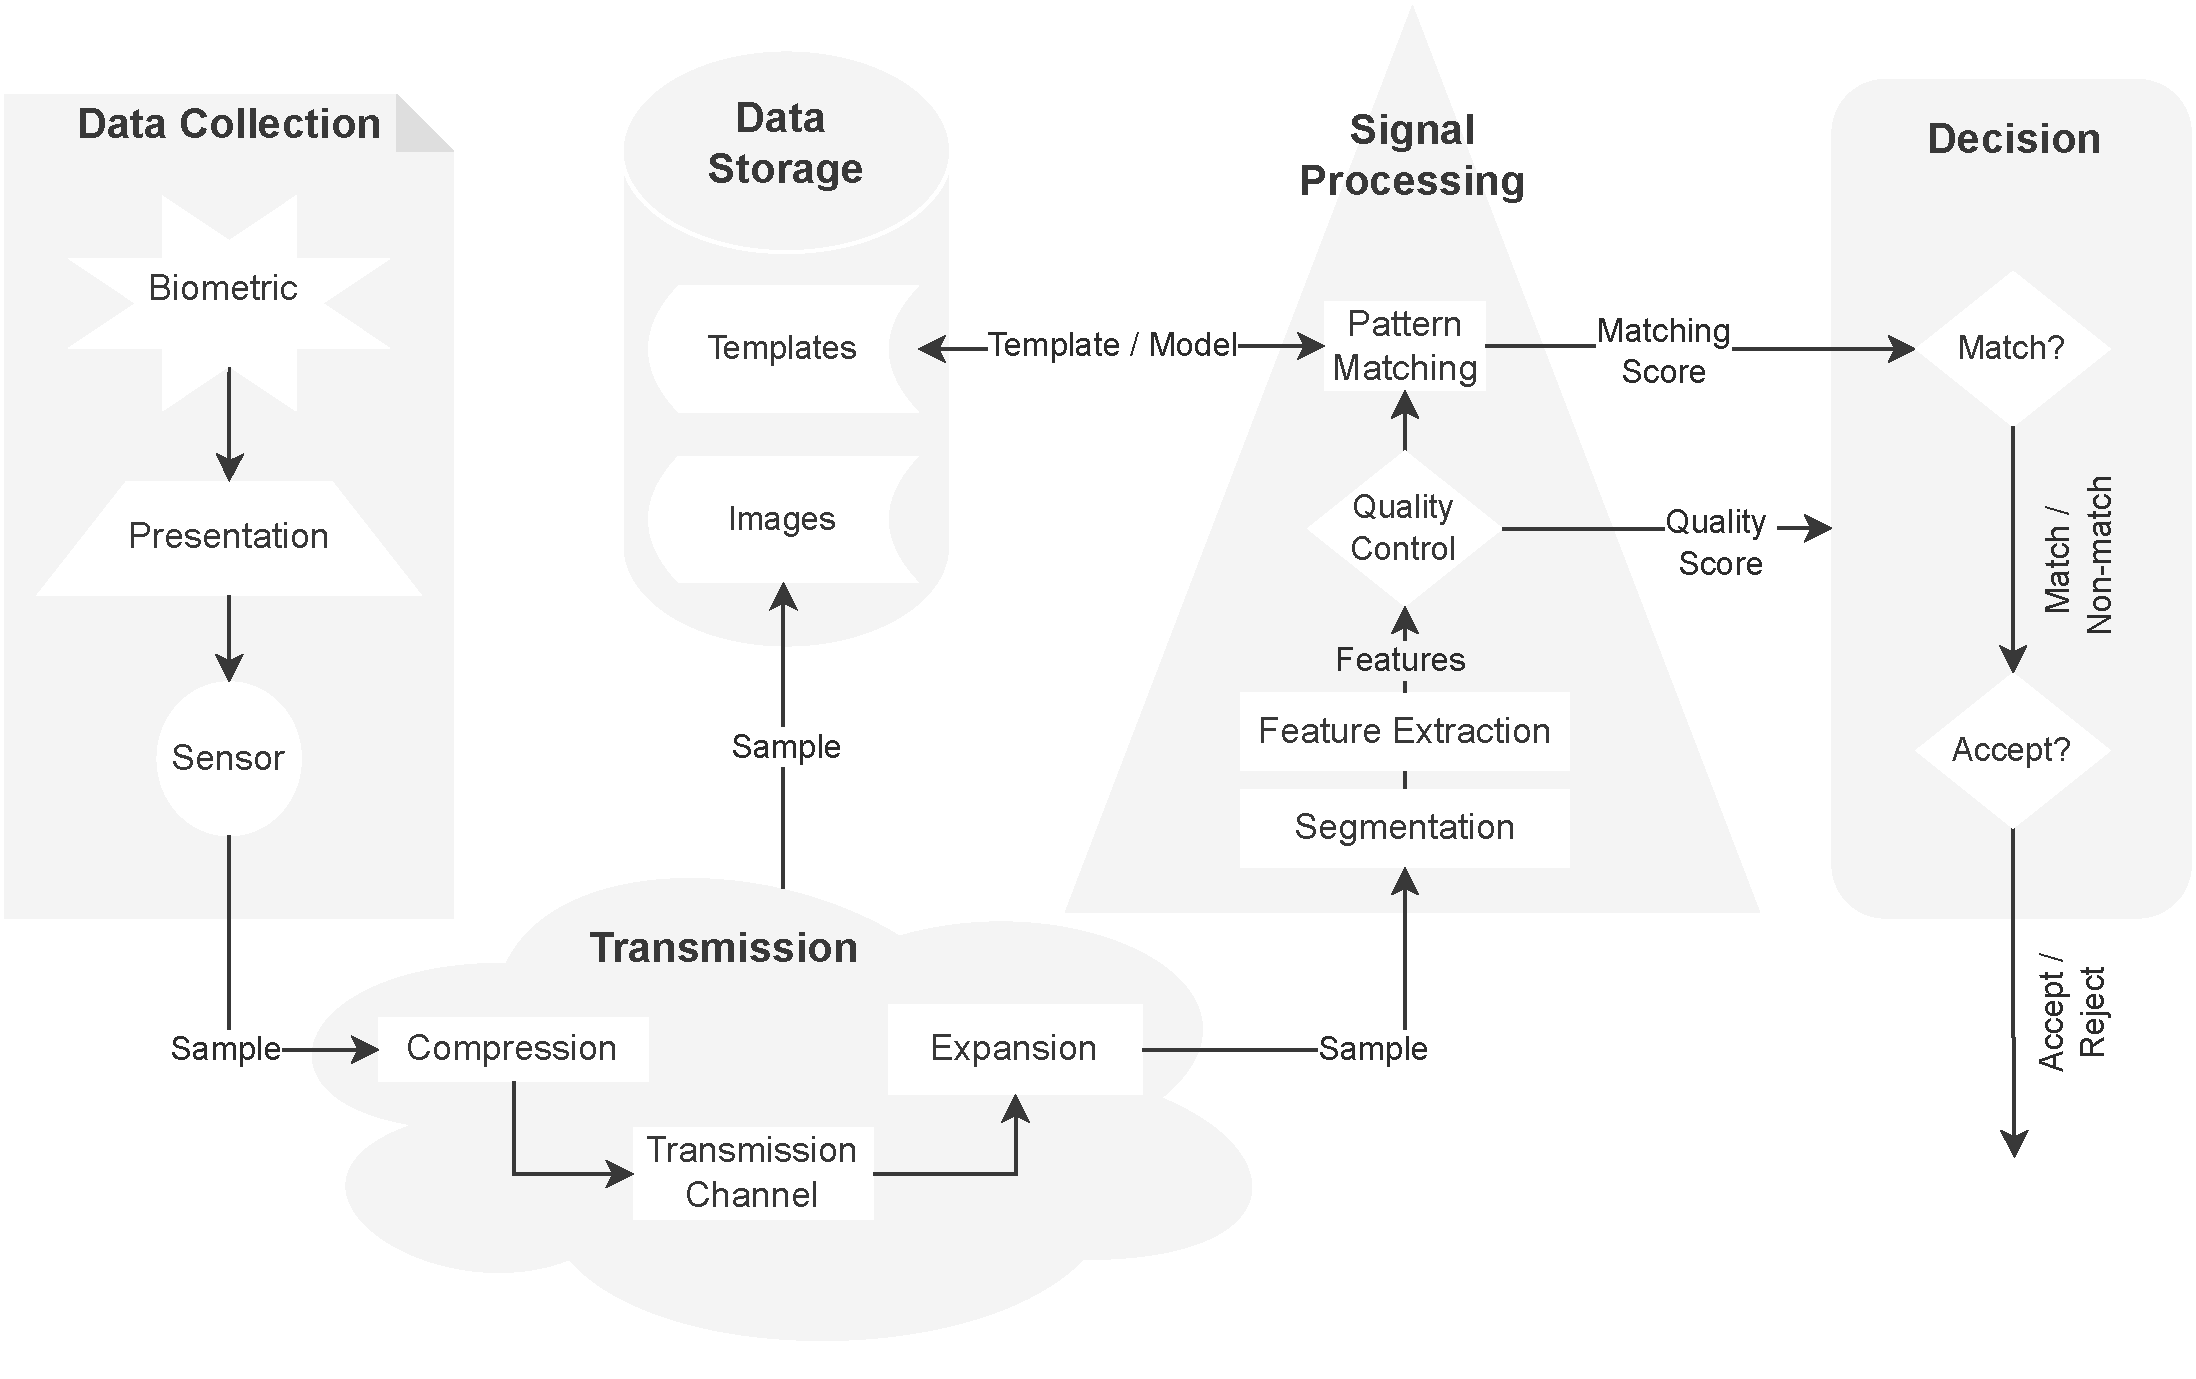 Data Collection
Biometric
Presentation
Sensor
Sample
Data
Storage
Templates
Images
Sample
Transmission
Compression
Transmission
Channel
Expansion
Sample
Signal
Processing
Template / Model
Pattern
Matching
Quality
Control
Features
Feature Extraction
Segmentation
Matching
Score
Quality
Score
Decision
Match?
Match /
Non-match
Accept?
Accept /
Reject